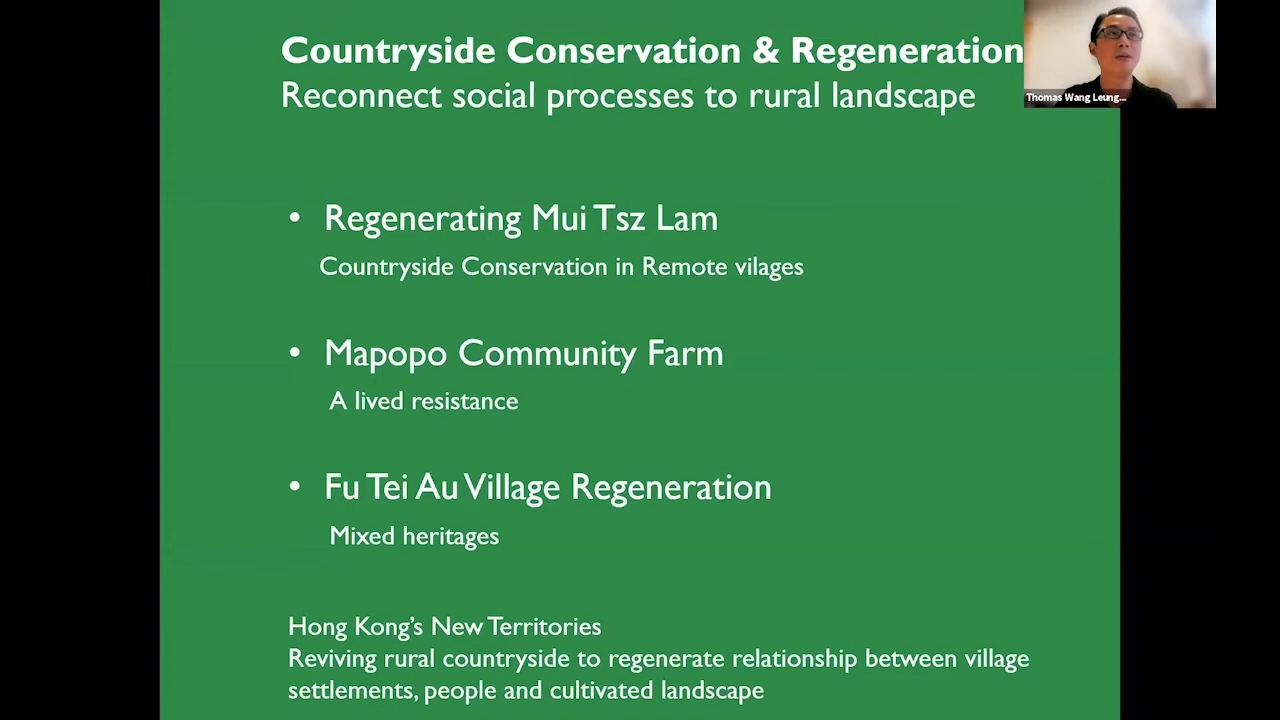 Countryside Conservation & Regeneration
Reconnect social processes to rural landscape
Thomas Wang Leung...
• Regenerating Mui Tsz Lam
Countryside Conservation in Remote vilages
• Mapopo Community Farm
A lived resistance
• Fu Tei Au Village Regeneration
Mixed heritages
Hong Kong’s New Territories
Reviving rural countryside to regenerate relationship between village
settlements, people and cultivated landscape